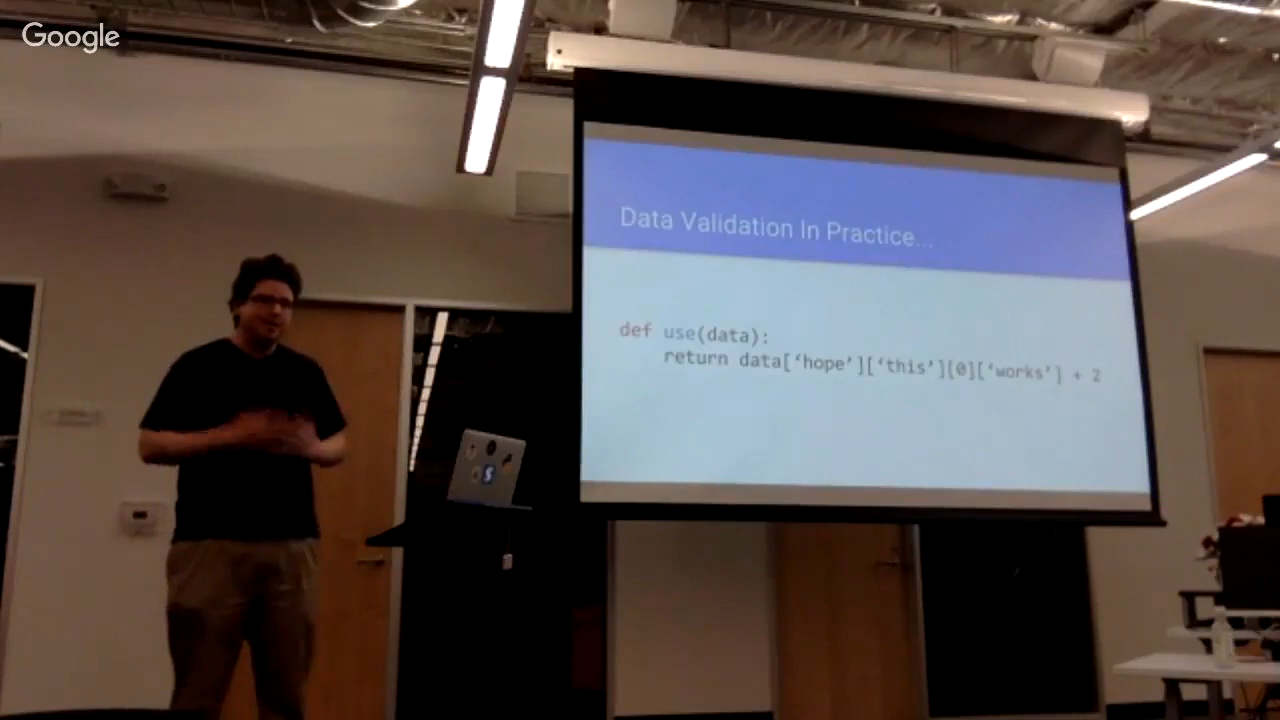 Google
Data Validation In Practice...
def use(data):
    return data[‘hope’][‘this’][0][‘works’] + 2